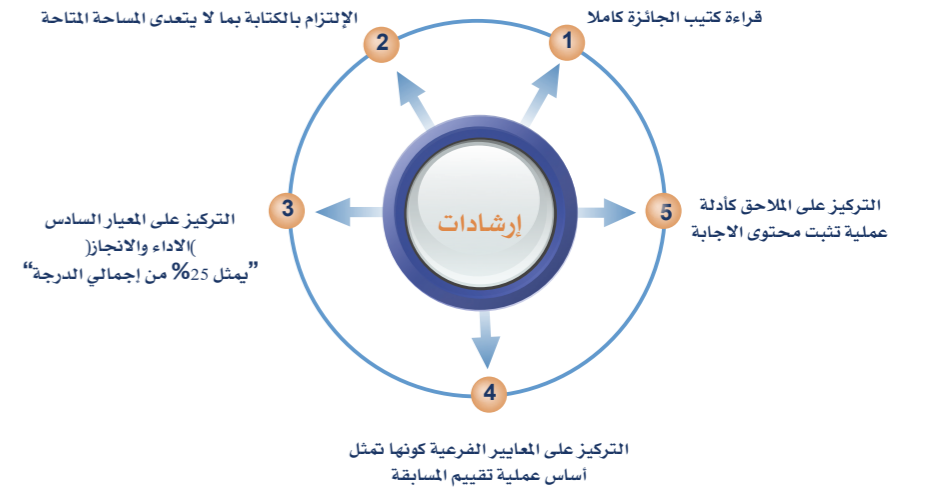 إرشادات
1
قراءة كتيب الجائزة كاملا
2
الإلتزام بالكتابة بما لا يتعدى المساحة المتاحة
3
التركيز على المعيار السادس
)الاداء والانجاز(
”يمثل 25% من إجمالي الدرجة“
4
التركيز على المعايير الفرعية كونها تمثل
أساس عملية تقييم المسابقة
5
التركيز على الملاحق كأدلة
عملية تثبت محتوى الاجابة